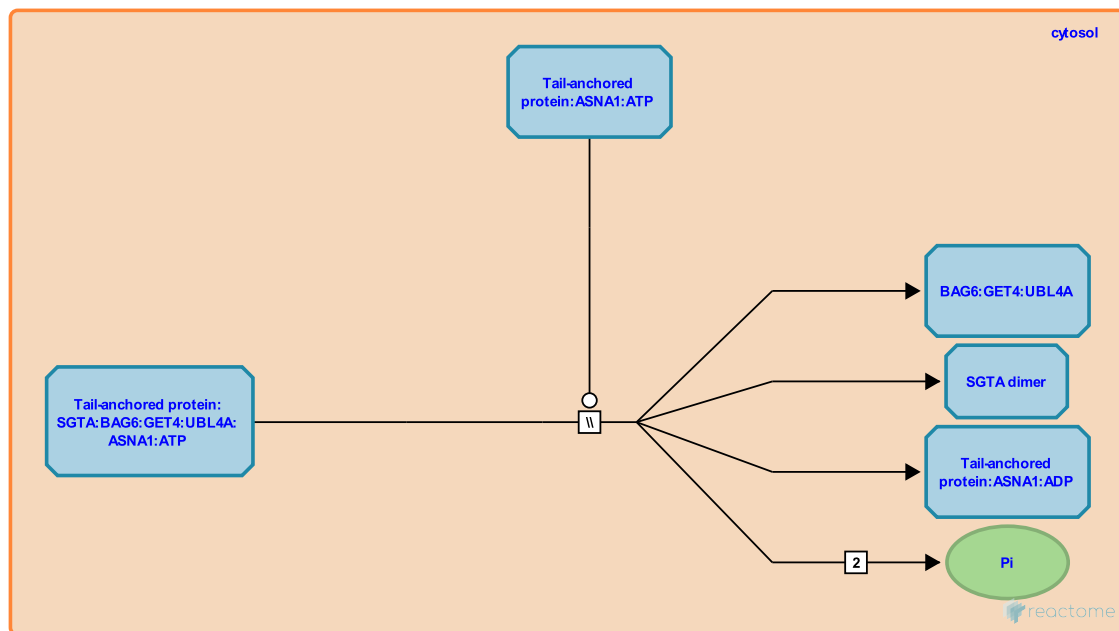 cytosol
Tail-anchored
protein:ASNA1:ATP
BAG6:GET4:UBL4A
SGTA dimer
Tail-anchored protein:
SGTA:BAG6:GET4:UBL4A:
ASNA1:ATP
\\
Tail-anchored
protein:ASNA1:ADP
2
Pi
reactome